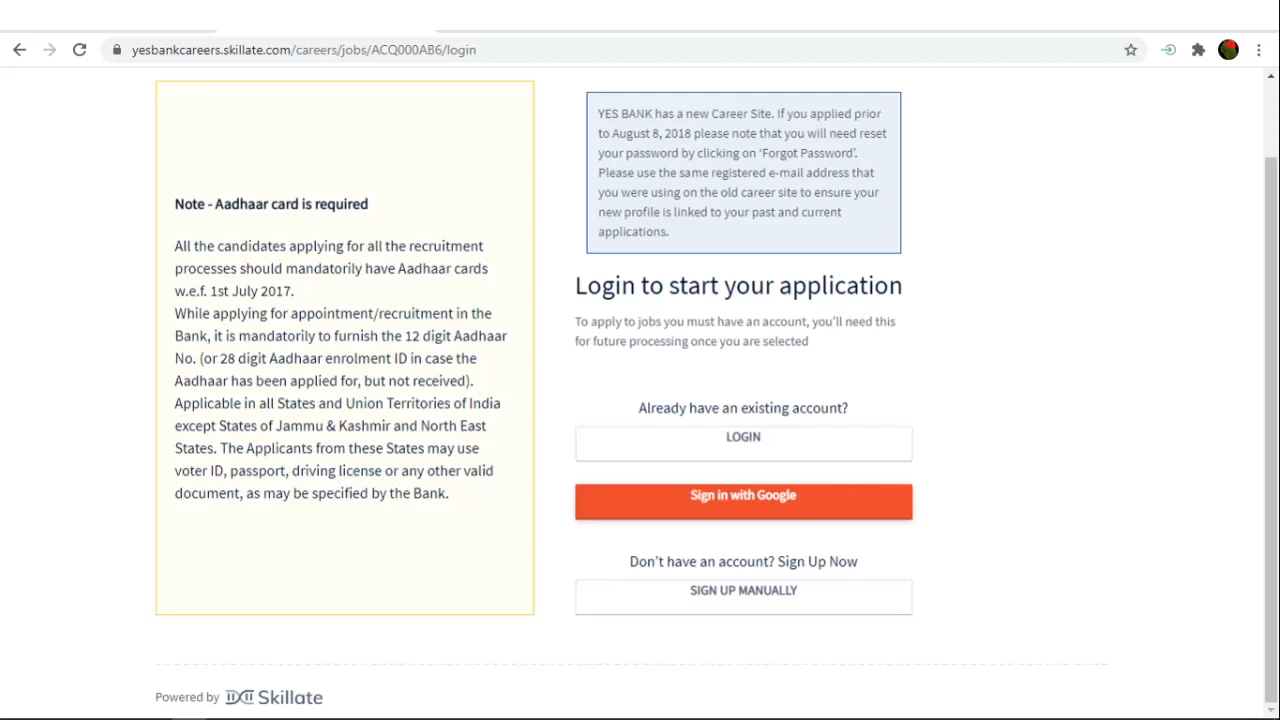 yesbankcareers.skillate.com/careers/jobs/ACQ000AB6/login
Note - Aadhaar card is required
All the candidates applying for all the recruitment
processes should mandatorily have Aadhaar cards
w.e.f. 1st July 2017.
While applying for appointment/recruitment in the
Bank, it is mandatorily to furnish the 12 digit Aadhaar
No. (or 28 digit Aadhaar enrolment ID in case the
Aadhaar has been applied for, but not received).
Applicable in all States and Union Territories of India
except States of Jammu & Kashmir and North East
States. The Applicants from these States may use
voter ID, passport, driving license or any other valid
document, as may be specified by the Bank.
YES BANK has a new Career Site. If you applied prior
to August 8, 2018 please note that you will need reset
your password by clicking on ‘Forgot Password’.
Please use the same registered e-mail address that
you were using on the old career site to ensure your
new profile is linked to your past and current
applications.
Login to start your application
To apply to jobs you must have an account, you’ll need this
for future processing once you are selected
Already have an existing account?
LOGIN
Sign in with Google
Don’t have an account? Sign Up Now
SIGN UP MANUALLY
Powered by Skillate